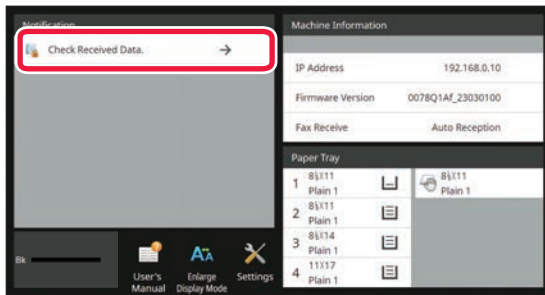 Notification
Check Received Data.
Machine Information
IP Address 192.168.0.10
Firmware Version 0078Q1Af_23030100
Fax Receive Auto Reception
Paper Tray
1 8½X11
Plain 1
8½X11
Plain 1
2 8½X11
Plain 1
3 8½X14
Plain 1
4 11X17
Plain 1
Bk
User's
Manual
Enlarge
Display Mode
Settings